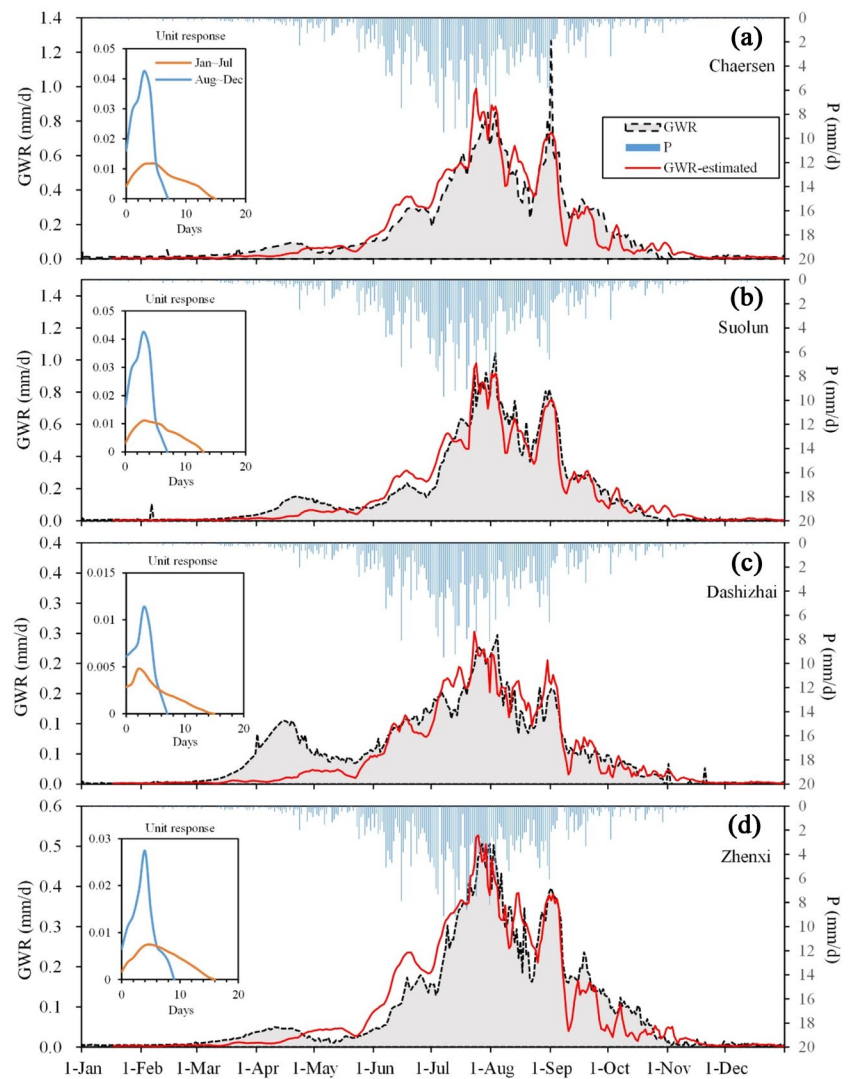 1.4
1.2
1.0
0.8
0.6
0.4
0.2
0.0
GWR (mm/d)
Unit response
0.05
0.04
0.03
0.02
0.01
0
0 10 20
Days
Jan–Jul
Aug–Dec
(a)
Chaersen
GWR
P
GWR-estimated
0
2
4
6
8
10
12
14
16
18
20
P (mm/d)
1.4
1.2
1.0
0.8
0.6
0.4
0.2
0.0
GWR (mm/d)
Unit response
0.05
0.04
0.03
0.02
0.01
0
0 10 20
Days
(b)
Suolun
0
2
4
6
8
10
12
14
16
18
20
P (mm/d)
0.4
0.4
0.3
0.3
0.2
0.2
0.1
0.1
0.0
GWR (mm/d)
Unit response
0.015
0.01
0.005
0
0 10 20
Days
(c)
Dashizhai
0
2
4
6
8
10
12
14
16
18
20
P (mm/d)
0.6
0.5
0.4
0.3
0.2
0.1
0.0
GWR (mm/d)
Unit response
0.03
0.02
0.01
0
0 10 20
Days
(d)
Zhenxi
0
2
4
6
8
10
12
14
16
18
20
P (mm/d)
1-Jan 1-Feb 1-Mar 1-Apr 1-May 1-Jun 1-Jul 1-Aug 1-Sep 1-Oct 1-Nov 1-Dec